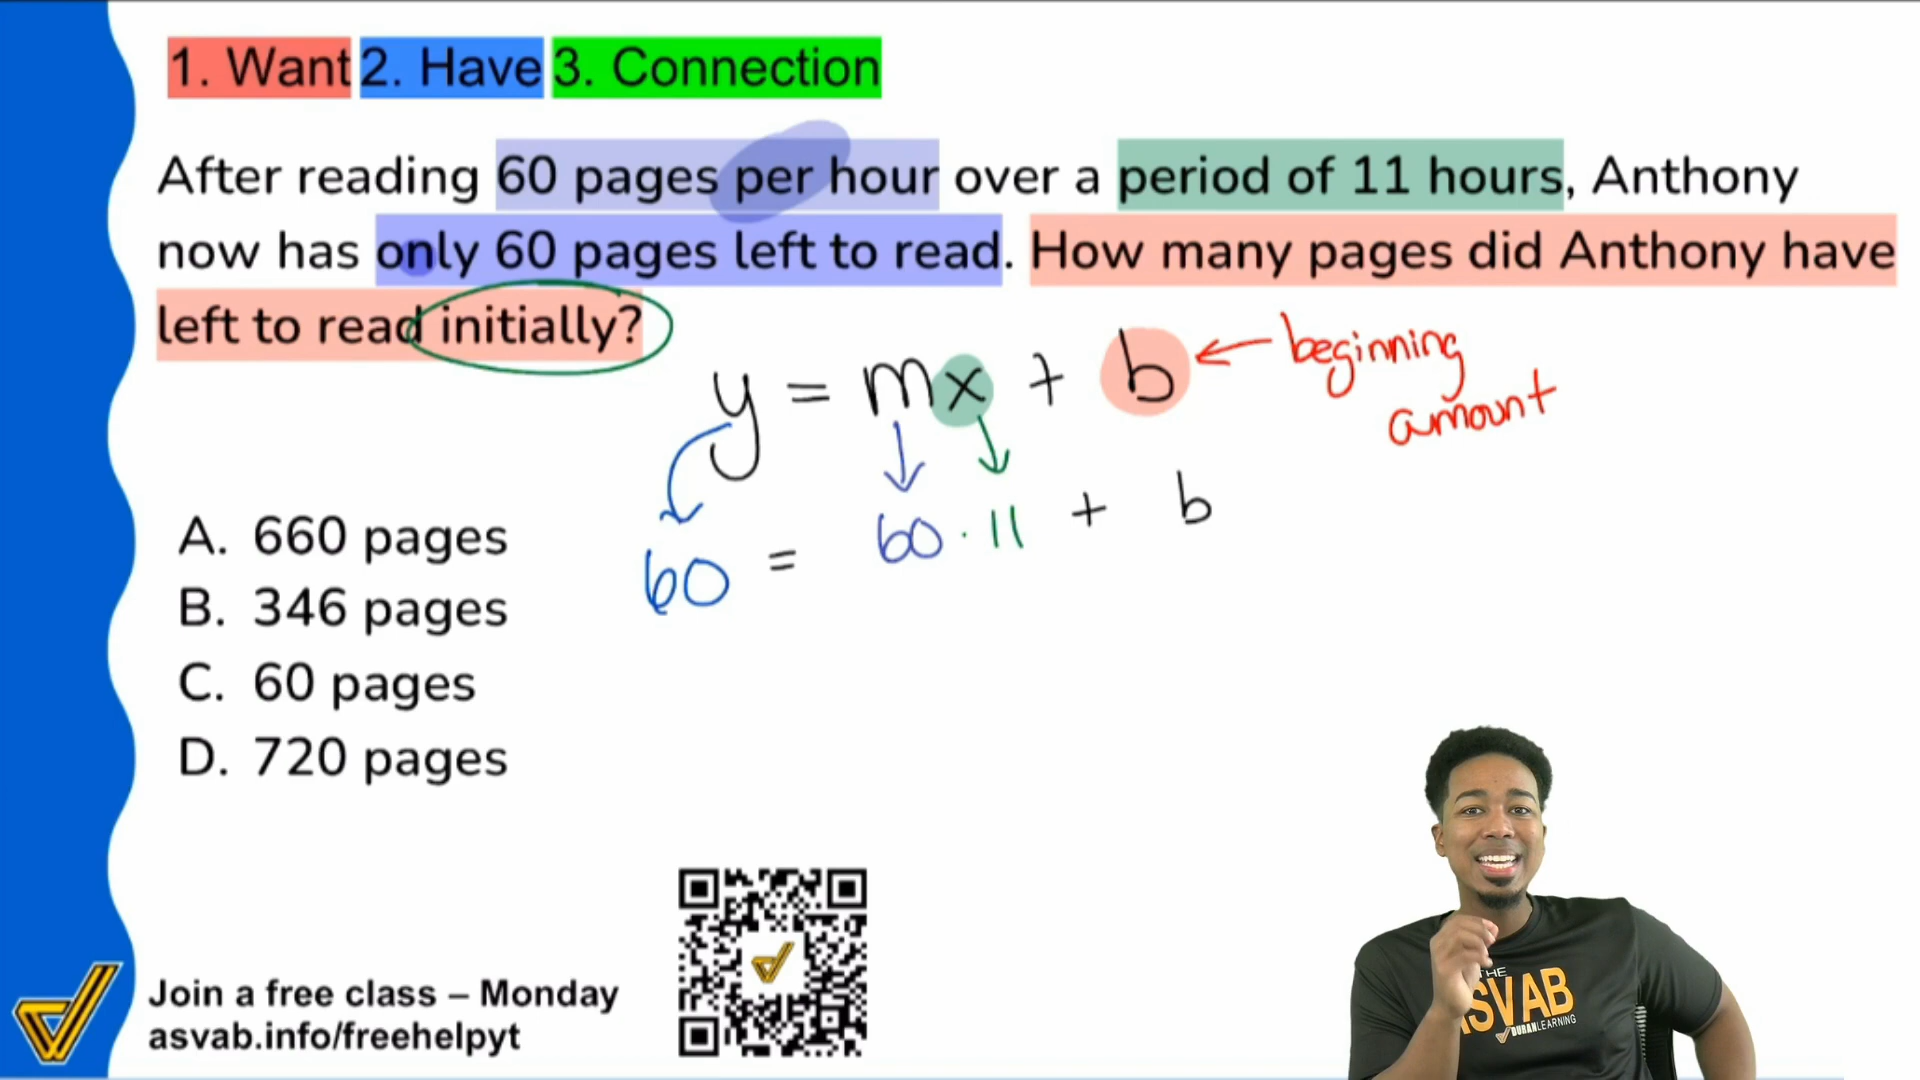 1. Want 2. Have 3. Connection
After reading 60 pages per hour over a period of 11 hours, Anthony
now has only 60 pages left to read. How many pages did Anthony have
left to read initially?
y = mx + b ← beginning
amount
60 = 60 · 11 + b
A. 660 pages
B. 346 pages
C. 60 pages
D. 720 pages
Join a free class – Monday
asvab.info/freehelpyt
THE
ASVAB
DURANLEARNING